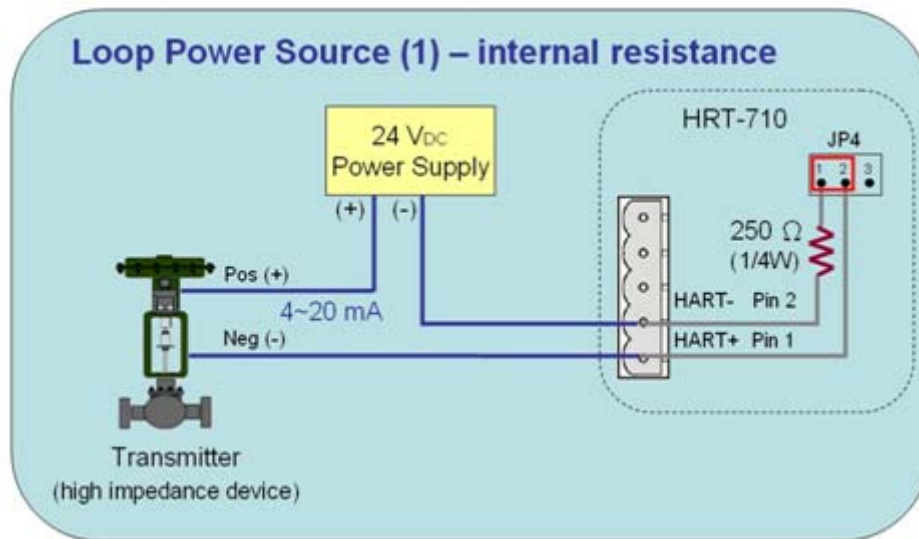 Loop Power Source (1) – internal resistance
HRT-710
JP4
1 2 3
24 VDC
Power Supply
(+) (-)
250 Ω
(1/4W)
Pos (+)
4~20 mA
HART- Pin 2
Neg (-)
HART+ Pin 1
Transmitter
(high impedance device)